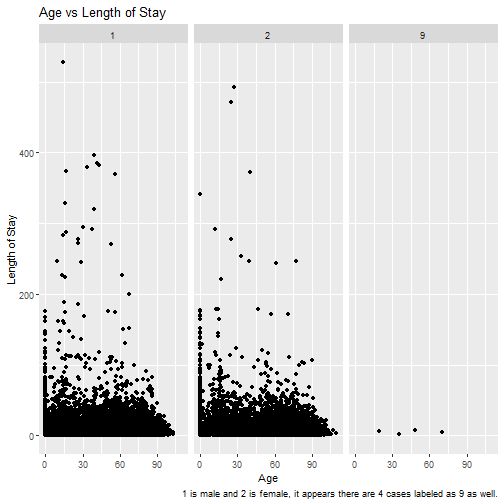 Age vs Length of Stay
1 2 9
400
200
0
Length of Stay
0 30 60 90 0 30 60 90 0 30 60 90
Age
1 is male and 2 is female, it appears there are 4 cases labeled as 9 as well.